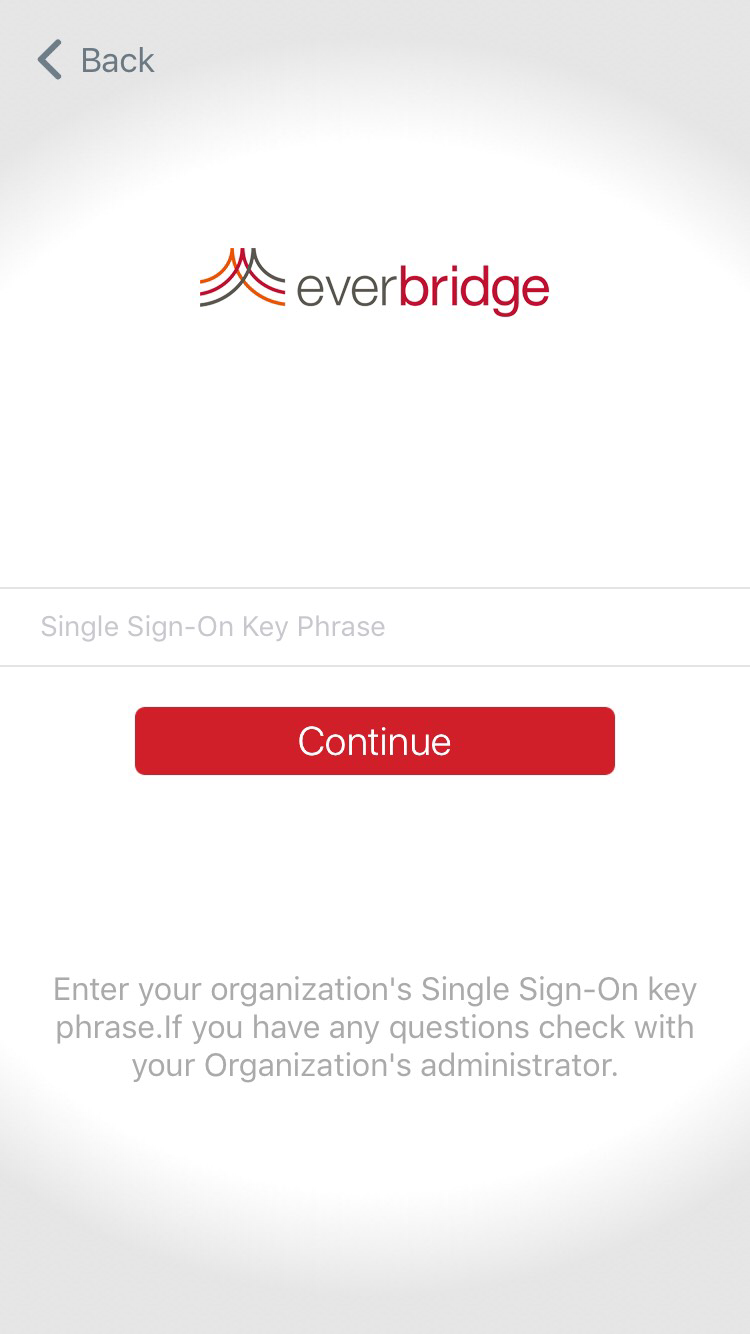 Back
everbridge
Single Sign-On Key Phrase
Continue
Enter your organization's Single Sign-On key
phrase.If you have any questions check with
your Organization's administrator.